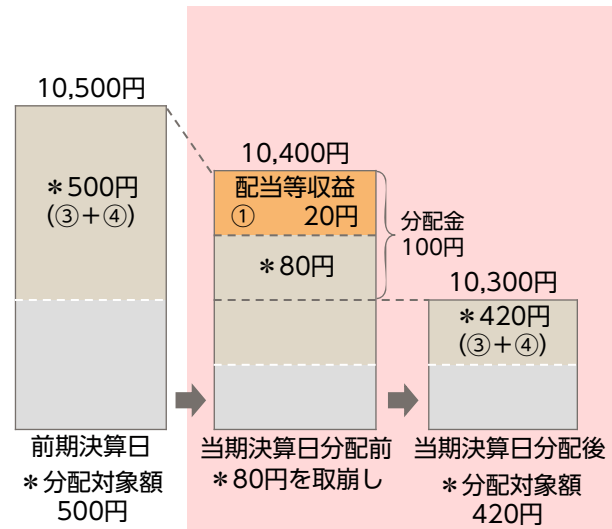 10,500円
＊500円
(③＋④)
前期決算日
＊分配対象額
500円
10,400円
配当等収益
① 20円
＊80円
分配金
100円
当期決算日分配前
＊80円を取崩し
10,300円
＊420円
(③＋④)
当期決算日分配後
＊分配対象額
420円